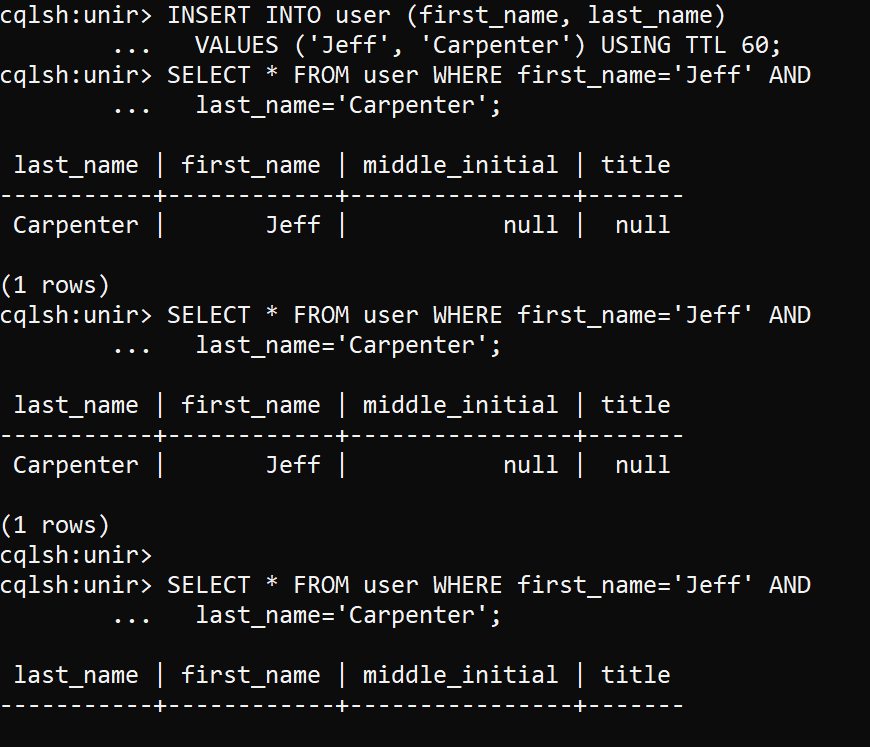 cqlsh:unir> INSERT INTO user (first_name, last_name)
        ...   VALUES ('Jeff', 'Carpenter') USING TTL 60;
cqlsh:unir> SELECT * FROM user WHERE first_name='Jeff' AND
        ...   last_name='Carpenter';
 last_name | first_name | middle_initial | title
-----------+------------+----------------+-------
 Carpenter |       Jeff |           null |  null
(1 rows)
cqlsh:unir> SELECT * FROM user WHERE first_name='Jeff' AND
        ...   last_name='Carpenter';
 last_name | first_name | middle_initial | title
-----------+------------+----------------+-------
 Carpenter |       Jeff |           null |  null
(1 rows)
cqlsh:unir>
cqlsh:unir> SELECT * FROM user WHERE first_name='Jeff' AND
        ...   last_name='Carpenter';
 last_name | first_name | middle_initial | title
-----------+------------+----------------+-------